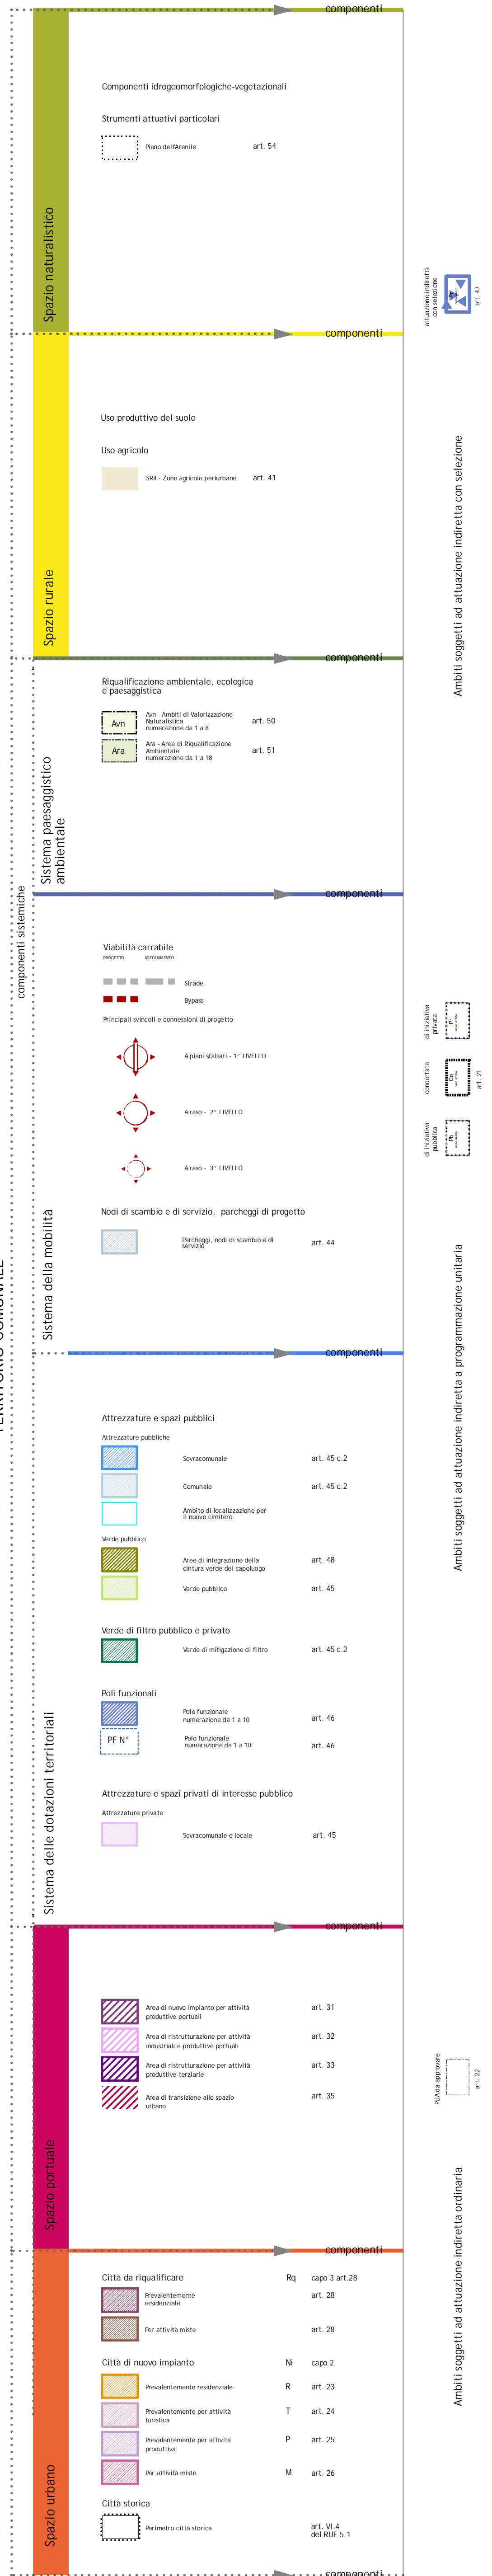 componenti
Componenti idrogeomorfologiche-vegetazionali
Strumenti attuativi particolari
Piano dell'Arenile
art. 54
Spazio naturalistico
componenti
Uso produttivo del suolo
Uso agricolo
SR4 - Zone agricole periurbane
art. 41
Spazio rurale
componenti
Riqualificazione ambientale, ecologica
e paesaggistica
Avn
Avn - Ambiti di Valorizzazione
Naturalistica
numerazione da 1 a 8
art. 50
Ara
Ara - Aree di Riqualificazione
Ambientale
numerazione da 1 a 18
art. 51
Sistema paesaggistico
ambientale
componenti sistemiche
componenti
Viabilità carrabile
PROGETTO
ADEGUAMENTO
Strade
Bypass
Principali svincoli e connessioni di progetto
A piani sfalsati - 1° LIVELLO
A raso - 2° LIVELLO
A raso - 3° LIVELLO
Nodi di scambio e di servizio, parcheggi di progetto
Parcheggi, nodi di scambio e di
servizio
art. 44
Sistema della mobilità
componenti
Attrezzature e spazi pubblici
Attrezzature pubbliche
Sovracomunale
art. 45 c.2
Comunale
art. 45 c.2
Ambito di localizzazione per
il nuovo cimitero
Verde pubblico
Aree di integrazione della
cintura verde del capoluogo
art. 48
Verde pubblico
art. 45
Verde di filtro pubblico e privato
Verde di mitigazione di filtro
art. 45 c.2
Poli funzionali
Polo funzionale
numerazione da 1 a 10
art. 46
PF N°
Polo funzionale
numerazione da 1 a 10
art. 46
Attrezzature e spazi privati di interesse pubblico
Attrezzature private
Sovracomunale e locale
art. 45
Sistema delle dotazioni territoriali
componenti
Area di nuovo impianto per attività
produttive portuali
art. 31
Area di ristrutturazione per attività
industriali e produttive portuali
art. 32
Area di ristrutturazione per attività
produttive-terziarie
art. 33
Area di transizione allo spazio
urbano
art. 35
Spazio portuale
componenti
Città da riqualificare
Rq
capo 3 art.28
Prevalentemente
residenziale
art. 28
Per attività miste
art. 28
Città di nuovo impianto
Ni
capo 2
Prevalentemente residenziale
R
art. 23
Prevalentemente per attività
turistica
T
art. 24
Prevalentemente per attività
produttiva
P
art. 25
Per attività miste
M
art. 26
Città storica
Perimetro città storica
art. VI.4
del RUE 5.1
Spazio urbano
componenti
attuazione indiretta
con selezione
art. 47
Ambiti soggetti ad attuazione indiretta con selezione
di iniziativa
privata
Pr
concertata
Co
art. 21
di iniziativa
pubblica
Pb
Ambiti soggetti ad attuazione indiretta a programmazione unitaria
PUA da approvare
art. 22
Ambiti soggetti ad attuazione indiretta ordinaria